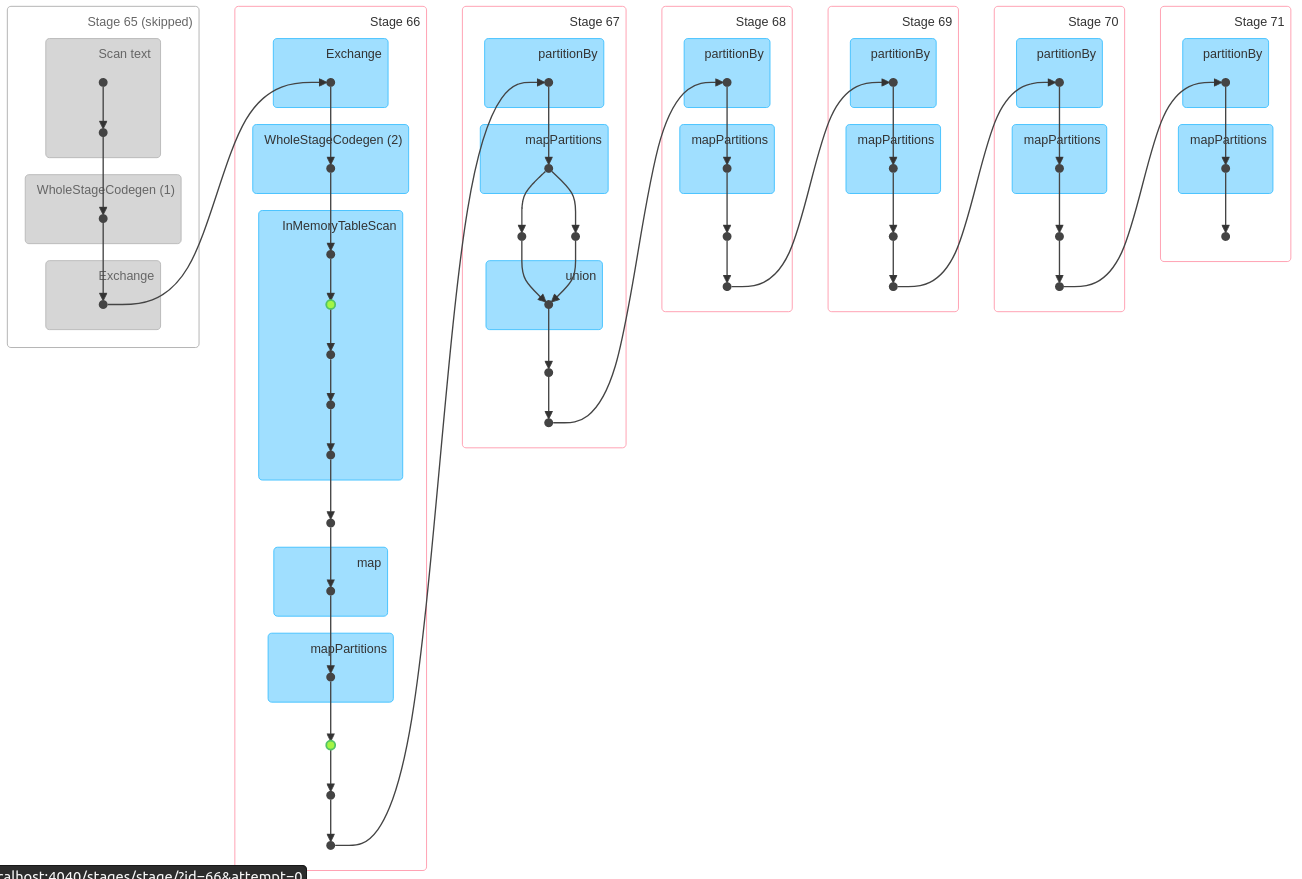 Stage 65 (skipped)
Scan text
WholeStageCodegen (1)
Exchange
Stage 66
Exchange
WholeStageCodegen (2)
InMemoryTableScan
map
mapPartitions
Stage 67
partitionBy
mapPartitions
union
Stage 68
partitionBy
mapPartitions
Stage 69
partitionBy
mapPartitions
Stage 70
partitionBy
mapPartitions
Stage 71
partitionBy
mapPartitions
calhost:4040/stages/stage/?id=66&attempt=0